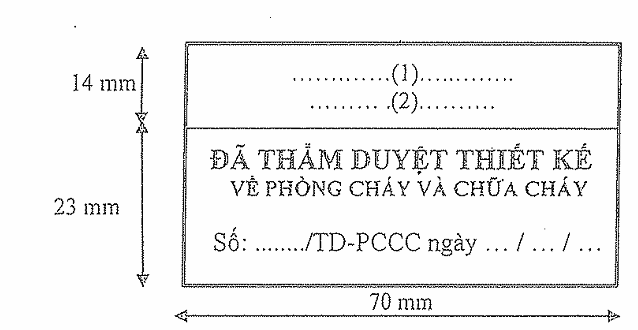 14 mm
.............(1)..............
......... .(2)..........
ĐÃ THẨM DUYỆT THIẾT KẾ
VỀ PHÒNG CHÁY VÀ CHỮA CHÁY
23 mm
Số: ......../TD-PCCC ngày ... / ... / ...
70 mm